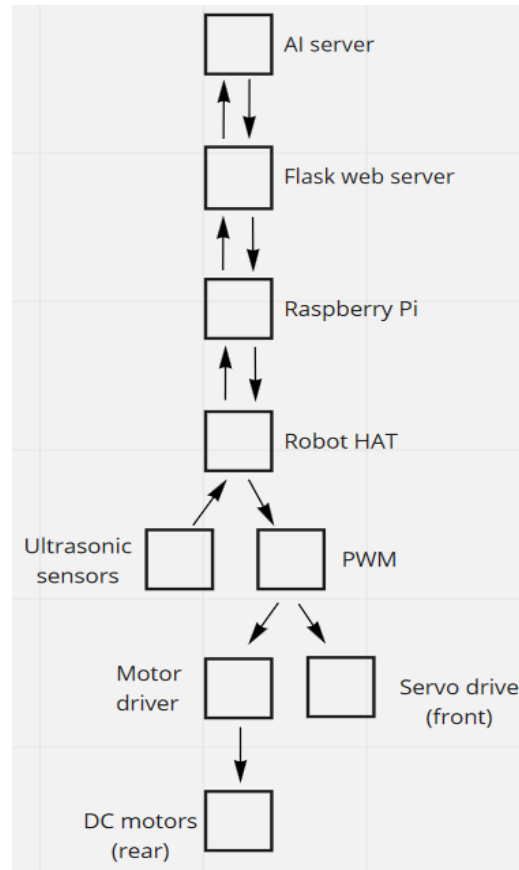 AI server
Flask web server
Raspberry Pi
Robot HAT
Ultrasonic
sensors
PWM
Motor
driver
Servo drive
(front)
DC motors
(rear)